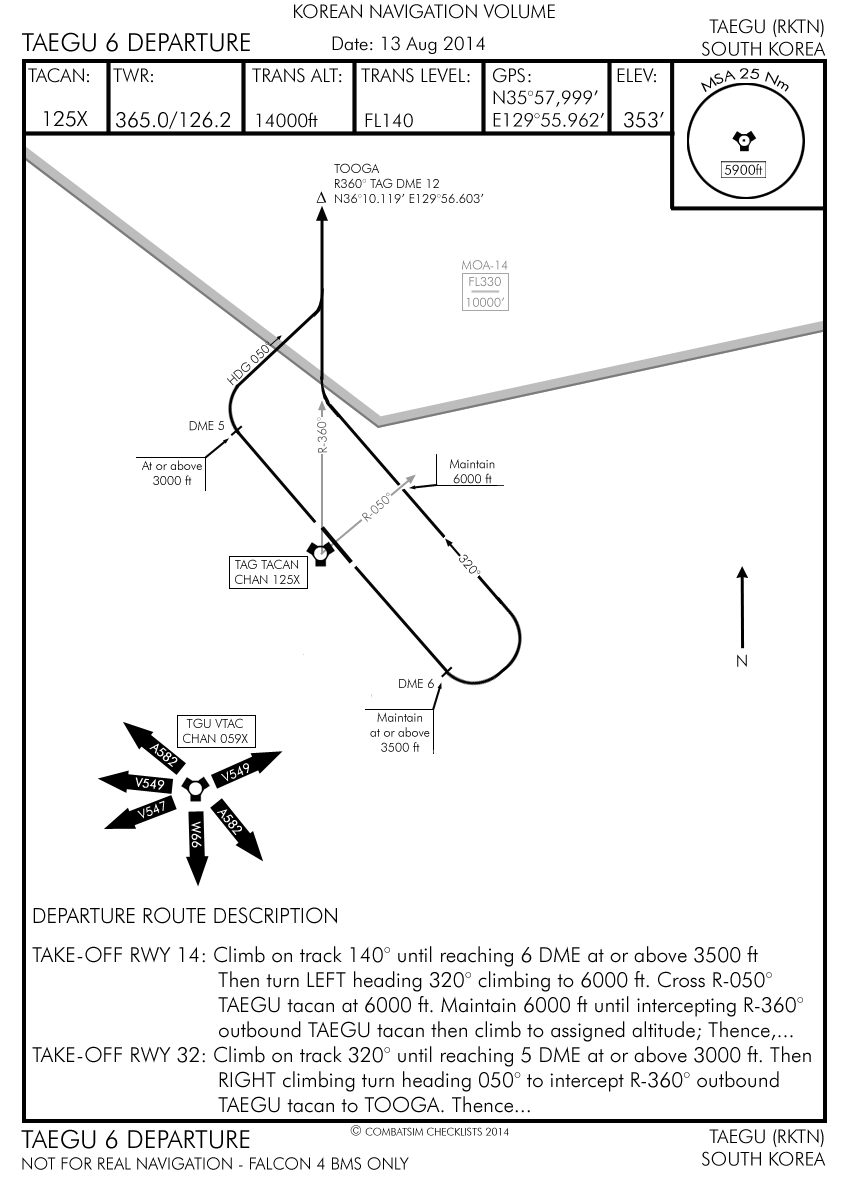 KOREAN NAVIGATION VOLUME
TAEGU 6 DEPARTURE
Date: 13 Aug 2014
TAEGU (RKTN)
SOUTH KOREA
TACAN:
125X
TWR:
365.0/126.2
TRANS ALT:
14000ft
TRANS LEVEL:
FL140
GPS:
N35°57,999’
E129°55.962’
ELEV:
353’
MSA 25 Nm
5900ft
TOOGA
R360° TAG DME 12
N36°10.119’ E129°56.603’
MOA-14
FL330
10000’
HDG 050°
DME 5
At or above
3000 ft
R-360°
R-050°
Maintain
6000 ft
TAG TACAN
CHAN 125X
320°
N
DME 6
Maintain
at or above
3500 ft
TGU VTAC
CHAN 059X
A582
V549
V549
V547
W66
A582
DEPARTURE ROUTE DESCRIPTION
TAKE-OFF RWY 14: Climb on track 140° until reaching 6 DME at or above 3500 ft
Then turn LEFT heading 320° climbing to 6000 ft. Cross R-050°
TAEGU tacan at 6000 ft. Maintain 6000 ft until intercepting R-360°
outbound TAEGU tacan then climb to assigned altitude; Thence,...
TAKE-OFF RWY 32: Climb on track 320° until reaching 5 DME at or above 3000 ft. Then
RIGHT climbing turn heading 050° to intercept R-360° outbound
TAEGU tacan to TOOGA. Thence...
TAEGU 6 DEPARTURE
© COMBATSIM CHECKLISTS 2014
TAEGU (RKTN)
NOT FOR REAL NAVIGATION - FALCON 4 BMS ONLY
SOUTH KOREA